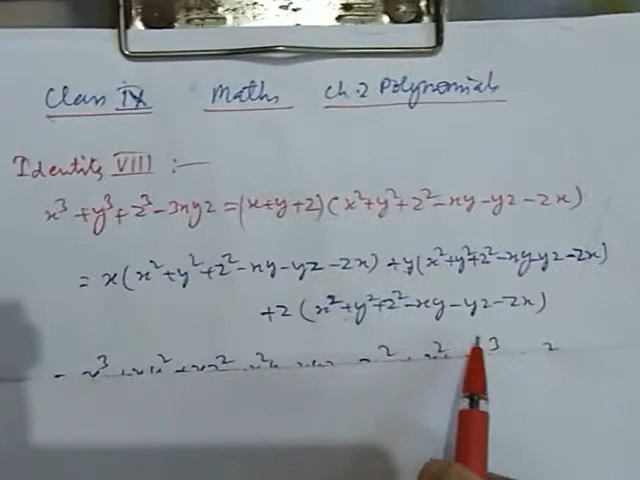 Class IX Maths Ch.2 Polynomials
Identity VIII :—
x³ + y³ + z³ - 3xyz = (x+y+z) (x²+y²+z²-xy-yz-zx)
= x(x²+y²+z²-xy-yz-zx) + y(x²+y²+z²-xy-yz-zx)
+z (x²+y²+z²-xy-yz-zx)